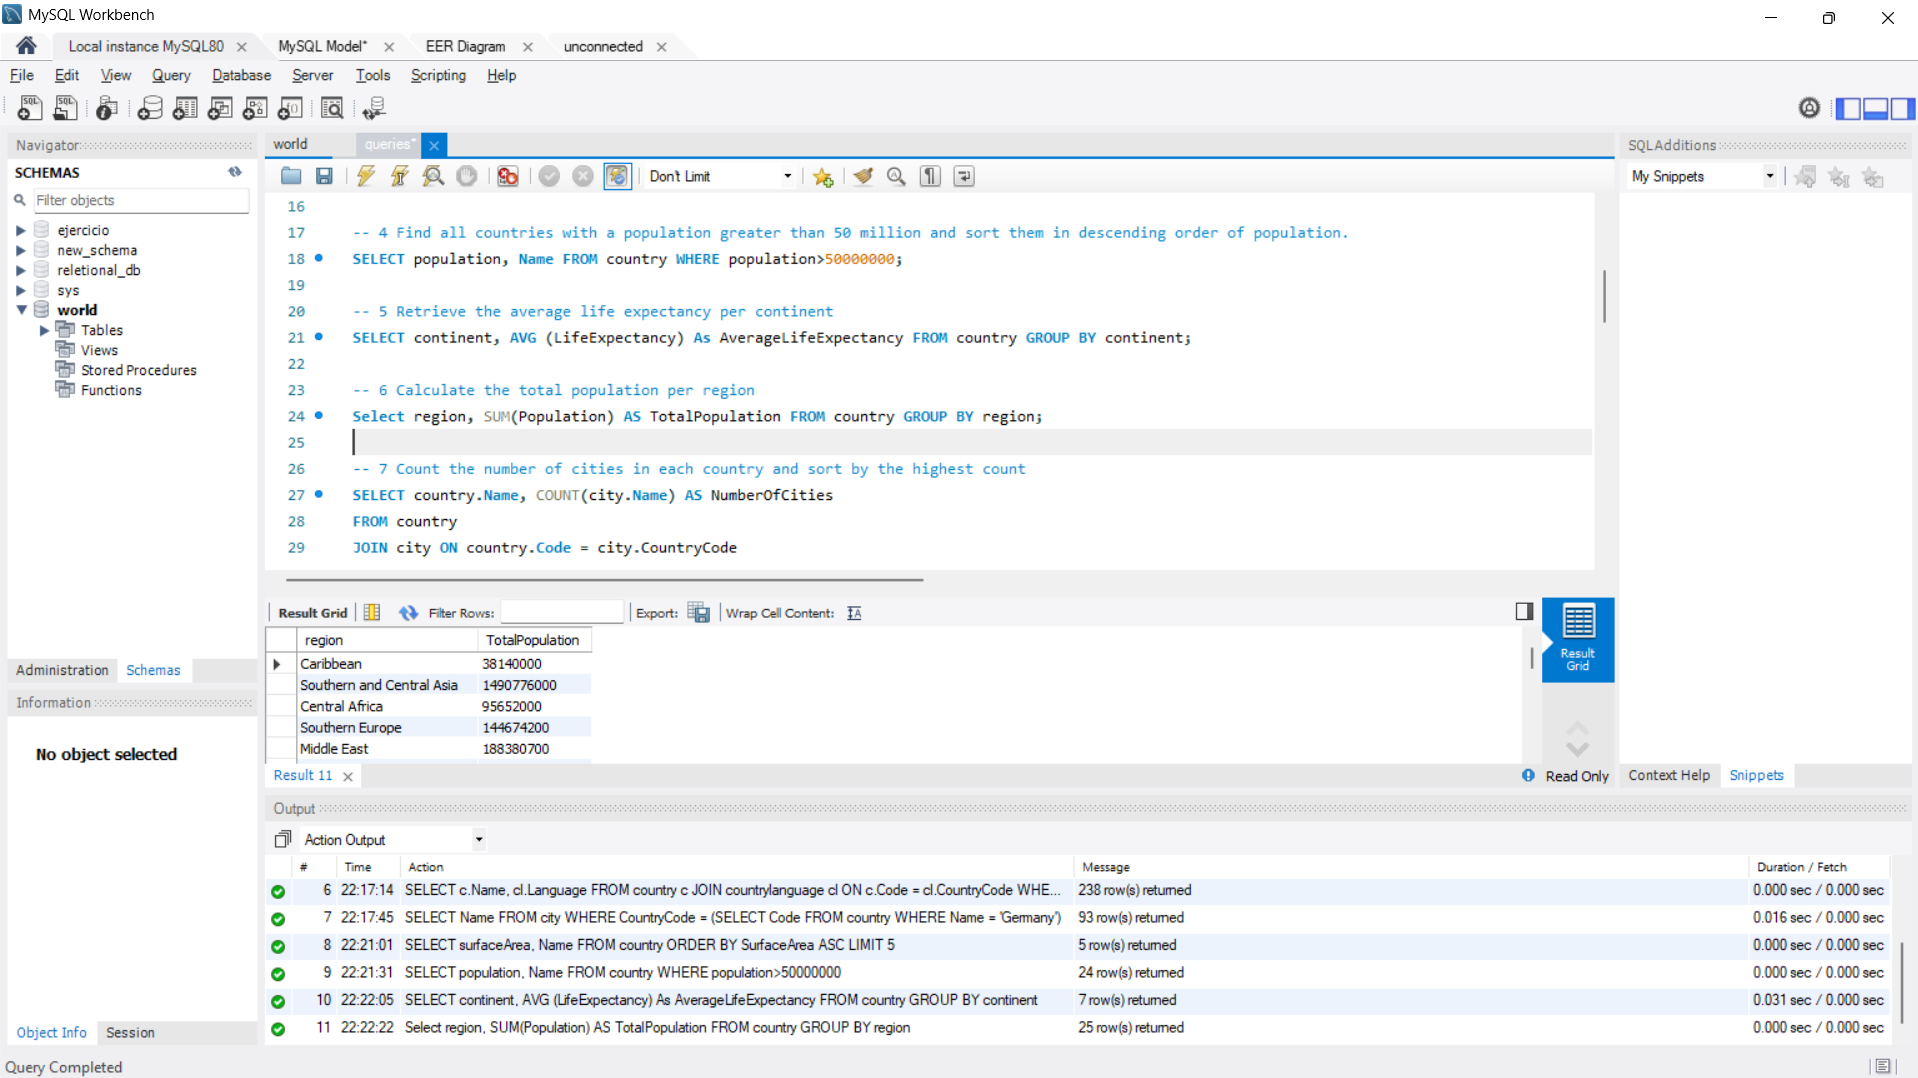 MySQL Workbench
Local instance MySQL80
MySQL Model*
EER Diagram
unconnected
File Edit View Query Database Server Tools Scripting Help
Navigator
SCHEMAS
Filter objects
ejercicio
new_schema
reletional_db
sys
world
Tables
Views
Stored Procedures
Functions
Administration Schemas
Information
No object selected
Object Info Session
world queries*
Don't Limit
16
17 -- 4 Find all countries with a population greater than 50 million and sort them in descending order of population.
18 SELECT population, Name FROM country WHERE population>50000000;
19
20 -- 5 Retrieve the average life expectancy per continent
21 SELECT continent, AVG (LifeExpectancy) As AverageLifeExpectancy FROM country GROUP BY continent;
22
23 -- 6 Calculate the total population per region
24 Select region, SUM(Population) AS TotalPopulation FROM country GROUP BY region;
25
26 -- 7 Count the number of cities in each country and sort by the highest count
27 SELECT country.Name, COUNT(city.Name) AS NumberOfCities
28 FROM country
29 JOIN city ON country.Code = city.CountryCode
Result Grid Filter Rows: Export: Wrap Cell Content:
region TotalPopulation
Caribbean 38140000
Southern and Central Asia 1490776000
Central Africa 95652000
Southern Europe 144674200
Middle East 188380700
Result Grid
Result 11
Read Only
SQLAdditions
My Snippets
Context Help Snippets
Output
Action Output
# Time Action Message Duration / Fetch
6 22:17:14 SELECT c.Name, cl.Language FROM country c JOIN countrylanguage cl ON c.Code = cl.CountryCode WHE... 238 row(s) returned 0.000 sec / 0.000 sec
7 22:17:45 SELECT Name FROM city WHERE CountryCode = (SELECT Code FROM country WHERE Name = 'Germany') 93 row(s) returned 0.016 sec / 0.000 sec
8 22:21:01 SELECT surfaceArea, Name FROM country ORDER BY SurfaceArea ASC LIMIT 5 5 row(s) returned 0.000 sec / 0.000 sec
9 22:21:31 SELECT population, Name FROM country WHERE population>50000000 24 row(s) returned 0.000 sec / 0.000 sec
10 22:22:05 SELECT continent, AVG (LifeExpectancy) As AverageLifeExpectancy FROM country GROUP BY continent 7 row(s) returned 0.031 sec / 0.000 sec
11 22:22:22 Select region, SUM(Population) AS TotalPopulation FROM country GROUP BY region 25 row(s) returned 0.000 sec / 0.000 sec
Query Completed